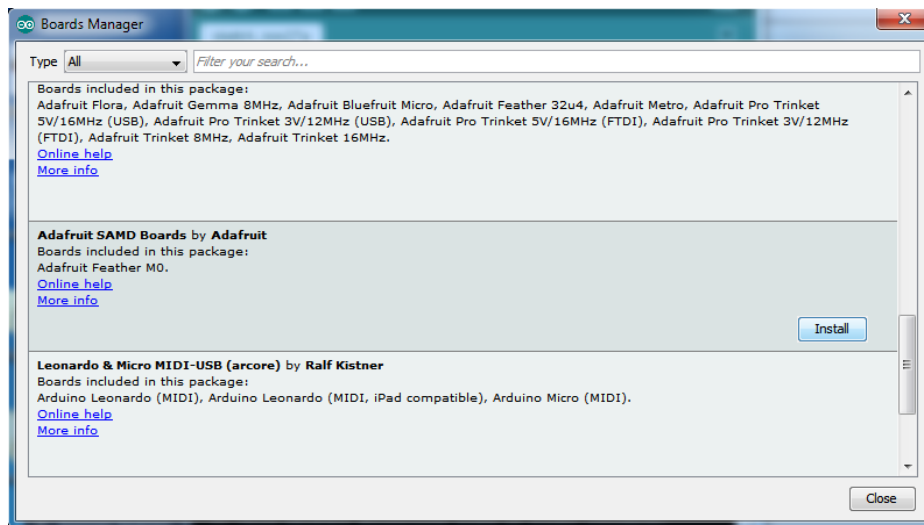 Boards Manager
Type All Filter your search...
Boards included in this package:
Adafruit Flora, Adafruit Gemma 8MHz, Adafruit Bluefruit Micro, Adafruit Feather 32u4, Adafruit Metro, Adafruit Pro Trinket
5V/16MHz (USB), Adafruit Pro Trinket 3V/12MHz (USB), Adafruit Pro Trinket 5V/16MHz (FTDI), Adafruit Pro Trinket 3V/12MHz
(FTDI), Adafruit Trinket 8MHz, Adafruit Trinket 16MHz.
Online help
More info
Adafruit SAMD Boards by Adafruit
Boards included in this package:
Adafruit Feather M0.
Online help
More info
Install
Leonardo & Micro MIDI-USB (arcore) by Ralf Kistner
Boards included in this package:
Arduino Leonardo (MIDI), Arduino Leonardo (MIDI, iPad compatible), Arduino Micro (MIDI).
Online help
More info
Close